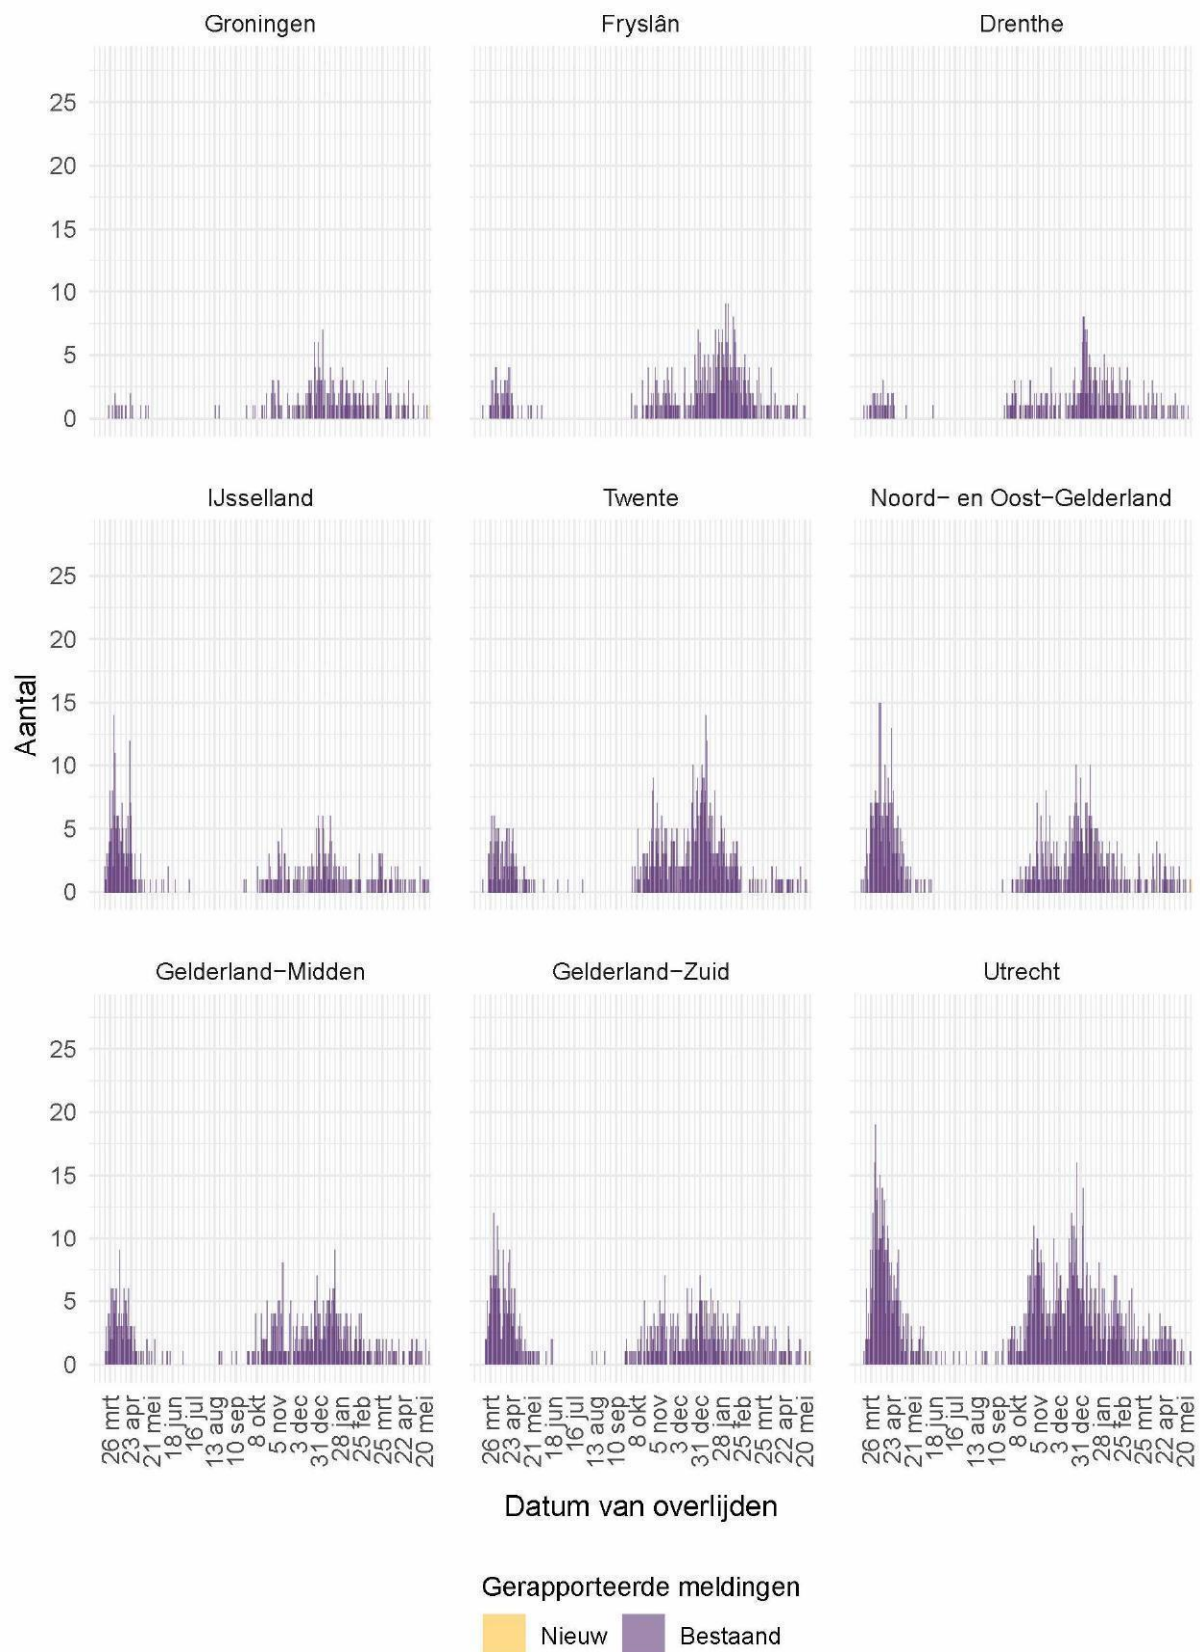 Groningen Fryslân Drenthe
25
20
15
10
5
0
IJsselland Twente Noord- en Oost-Gelderland
25
20
15
10
5
0
Aantal
Gelderland-Midden Gelderland-Zuid Utrecht
25
20
15
10
5
0
26 mrt 23 apr 21 mei 18 jun 16 jul 13 aug 10 sep 8 okt 5 nov 3 dec 31 dec 28 jan 25 feb 25 mrt 22 apr 20 mei
26 mrt 23 apr 21 mei 18 jun 16 jul 13 aug 10 sep 8 okt 5 nov 3 dec 31 dec 28 jan 25 feb 25 mrt 22 apr 20 mei
26 mrt 23 apr 21 mei 18 jun 16 jul 13 aug 10 sep 8 okt 5 nov 3 dec 31 dec 28 jan 25 feb 25 mrt 22 apr 20 mei
Datum van overlijden
Gerapporteerde meldingen
Nieuw Bestaand